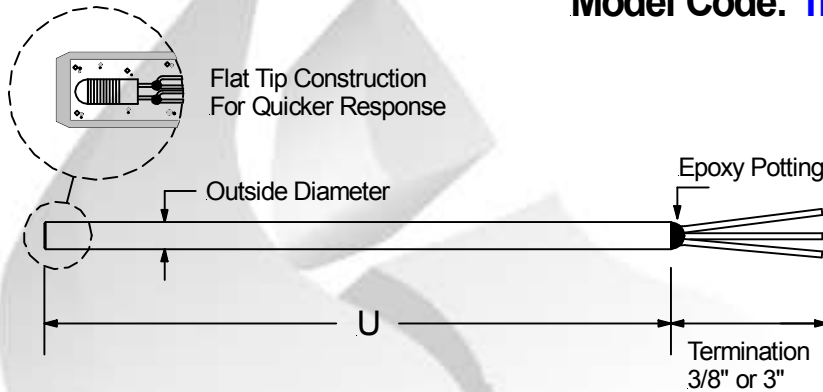 Model Code:
Flat Tip Construction
For Quicker Response
Epoxy Potting
Outside Diameter
U
Termination
3/8" or 3"